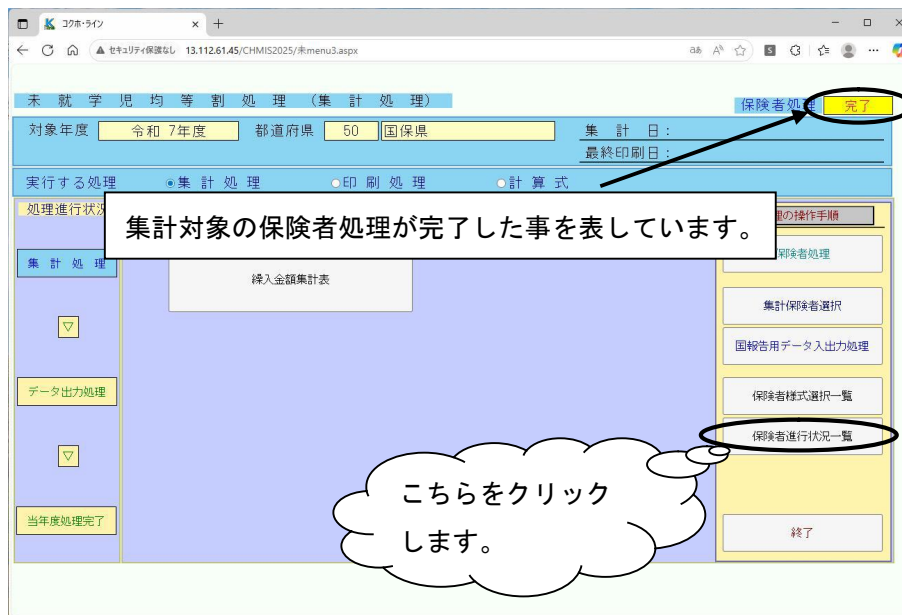 コクホ・ライン
セキュリティ保護なし 13.112.61.45/CHMIS2025/未menu3.aspx
未就学児均等割処理(集計処理)
保険者処理 完了
対象年度 令和 7年度 都道府県 50 国保県
集計日:
最終印刷日:
実行する処理 集計処理 印刷処理 計算式
処理進行状況
理の操作手順
集計対象の保険者処理が完了した事を表しています。
保険者処理
集計処理
繰入金額集計表
集計保険者選択
▽
国報告用データ入出力処理
データ出力処理
保険者様式選択一覧
保険者進行状況一覧
▽
こちらをクリック
します。
当年度処理完了
終了